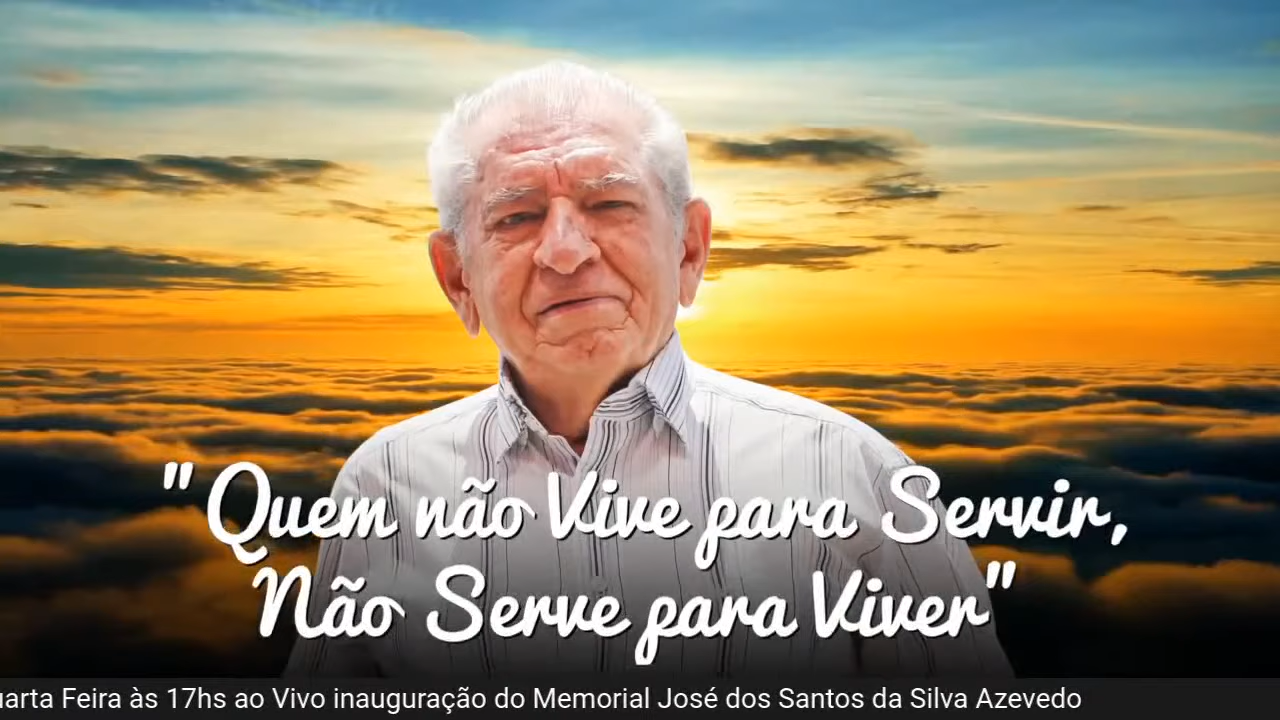 "Quem não Vive para Servir,
Não Serve para Viver"
uarta Feira às 17hs ao Vivo inauguração do Memorial José dos Santos da Silva Azevedo